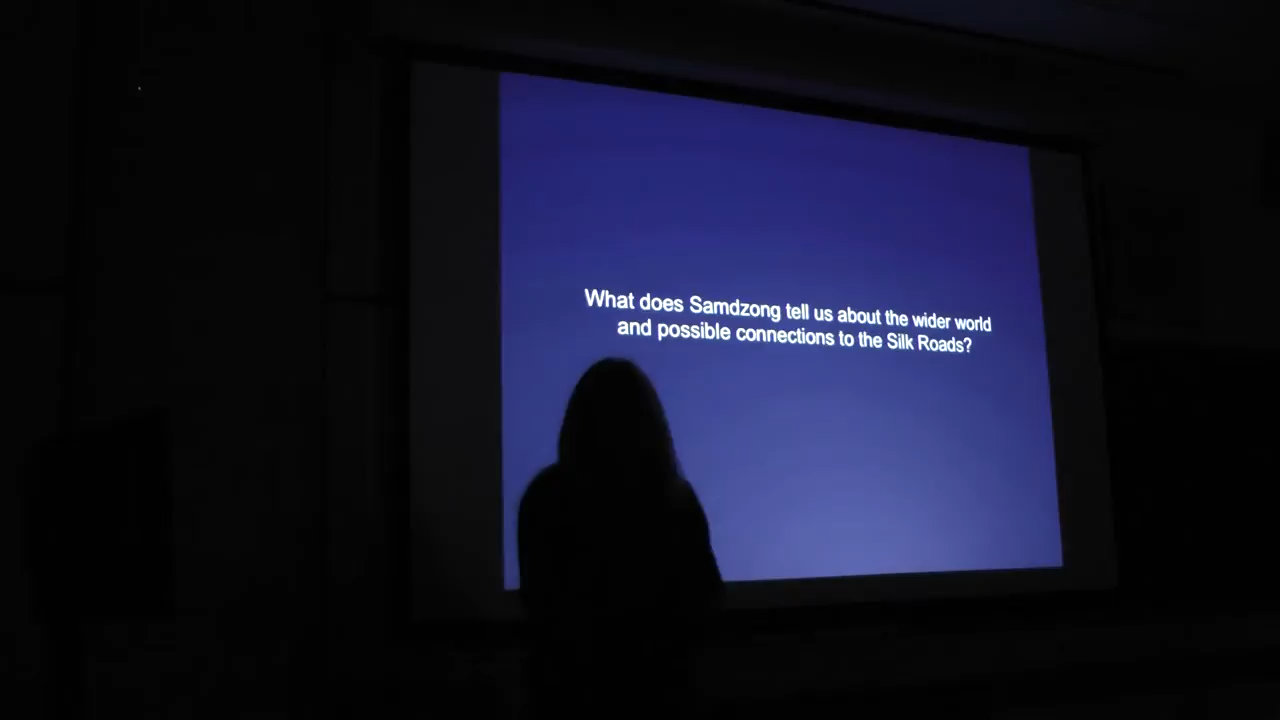 What does Samdzong tell us about the wider world
and possible connections to the Silk Roads?